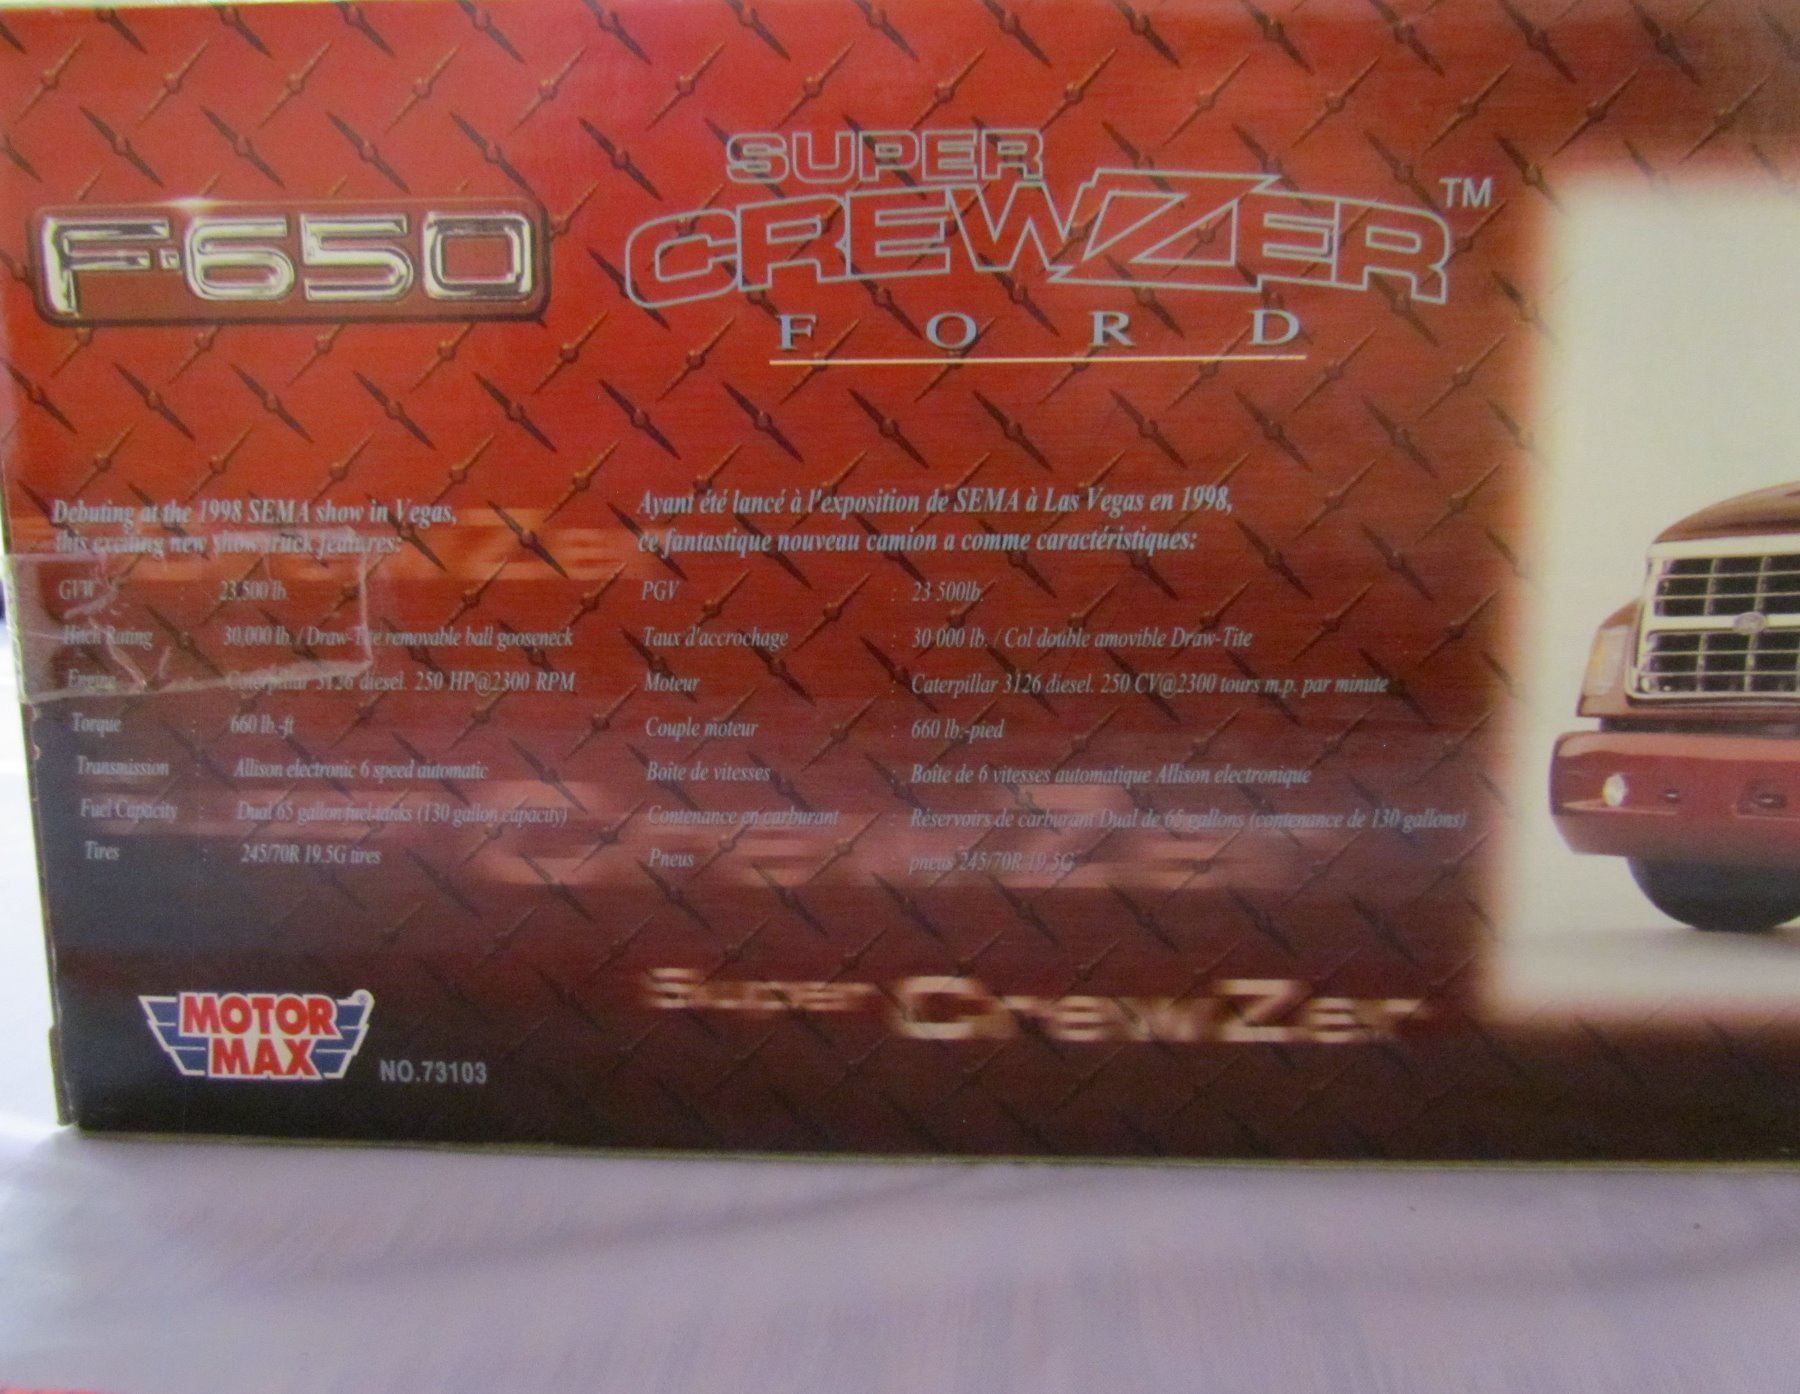 F-650
SUPER
CREWZER™
FORD
Debuting at the 1998 SEMA show in Vegas,
this exciting new show truck features:
GVW : 23,500 lb.
Hitch Rating : 30,000 lb. / Draw-Tite removable ball gooseneck
Engine : Caterpillar 3126 diesel. 250 HP@2300 RPM
Torque : 660 lb.-ft
Transmission : Allison electronic 6 speed automatic
Fuel Capacity : Dual 65 gallon fuel tanks (130 gallon capacity)
Tires : 245/70R 19.5G tires
Ayant été lancé à l'exposition de SEMA à Las Vegas en 1998,
ce fantastique nouveau camion a comme caractéristiques:
PGV : 23 500lb.
Taux d'accrochage : 30 000 lb. / Col double amovible Draw-Tite
Moteur : Caterpillar 3126 diesel. 250 CV@2300 tours m.p. par minute
Couple moteur : 660 lb.-pied
Boîte de vitesses : Boîte de 6 vitesses automatique Allison electronique
Contenance en carburant : Réservoirs de carburant Dual de 65 gallons (contenance de 130 gallons)
Pneus : pneus 245/70R 19.5G
Super CrewZer
MOTOR
MAX®
NO.73103